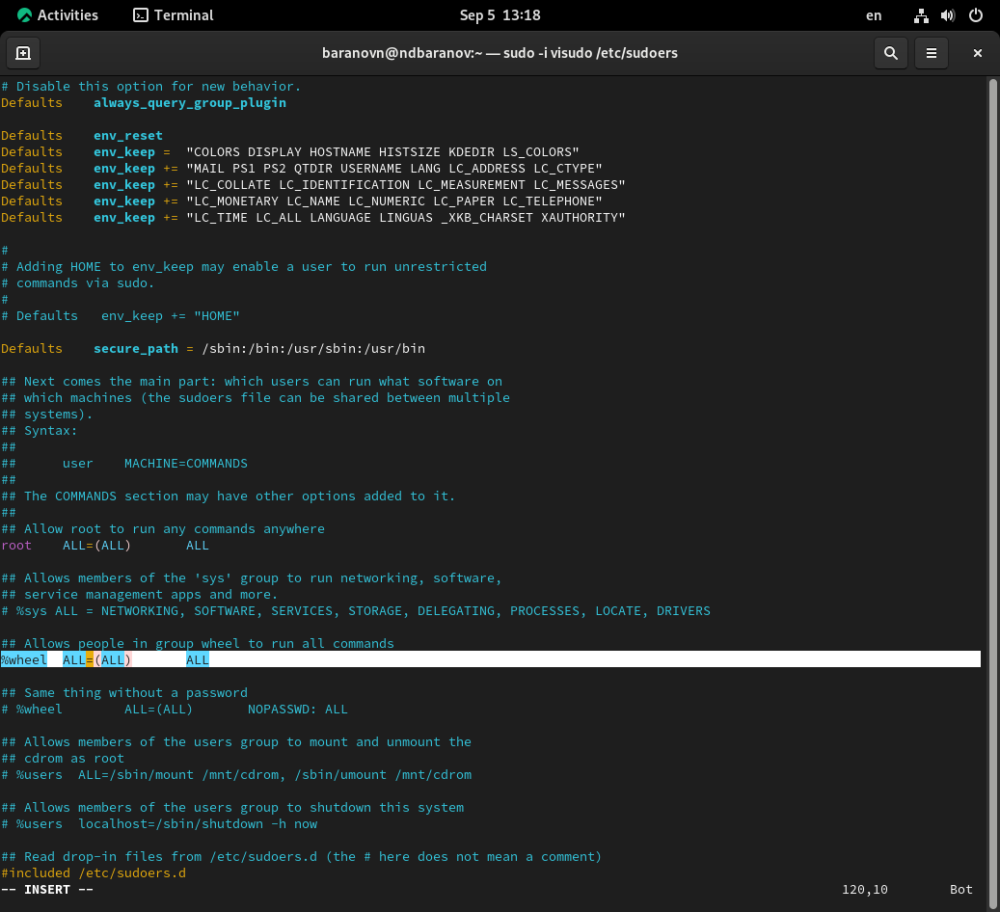 Activities Terminal Sep 5 13:18 en
baranovn@ndbaranov:~ — sudo -i visudo /etc/sudoers
# Disable this option for new behavior.
Defaults    always_query_group_plugin
Defaults    env_reset
Defaults    env_keep =  "COLORS DISPLAY HOSTNAME HISTSIZE KDEDIR LS_COLORS"
Defaults    env_keep += "MAIL PS1 PS2 QTDIR USERNAME LANG LC_ADDRESS LC_CTYPE"
Defaults    env_keep += "LC_COLLATE LC_IDENTIFICATION LC_MEASUREMENT LC_MESSAGES"
Defaults    env_keep += "LC_MONETARY LC_NAME LC_NUMERIC LC_PAPER LC_TELEPHONE"
Defaults    env_keep += "LC_TIME LC_ALL LANGUAGE LINGUAS _XKB_CHARSET XAUTHORITY"
#
# Adding HOME to env_keep may enable a user to run unrestricted
# commands via sudo.
#
# Defaults   env_keep += "HOME"
Defaults    secure_path = /sbin:/bin:/usr/sbin:/usr/bin
## Next comes the main part: which users can run what software on
## which machines (the sudoers file can be shared between multiple
## systems).
## Syntax:
##
##      user    MACHINE=COMMANDS
##
## The COMMANDS section may have other options added to it.
##
## Allow root to run any commands anywhere
root    ALL=(ALL)       ALL
## Allows members of the 'sys' group to run networking, software,
## service management apps and more.
# %sys ALL = NETWORKING, SOFTWARE, SERVICES, STORAGE, DELEGATING, PROCESSES, LOCATE, DRIVERS
## Allows people in group wheel to run all commands
%wheel  ALL=(ALL)       ALL
## Same thing without a password
# %wheel        ALL=(ALL)       NOPASSWD: ALL
## Allows members of the users group to mount and unmount the
## cdrom as root
# %users  ALL=/sbin/mount /mnt/cdrom, /sbin/umount /mnt/cdrom
## Allows members of the users group to shutdown this system
# %users  localhost=/sbin/shutdown -h now
## Read drop-in files from /etc/sudoers.d (the # here does not mean a comment)
#included /etc/sudoers.d
-- INSERT -- 120,10 Bot